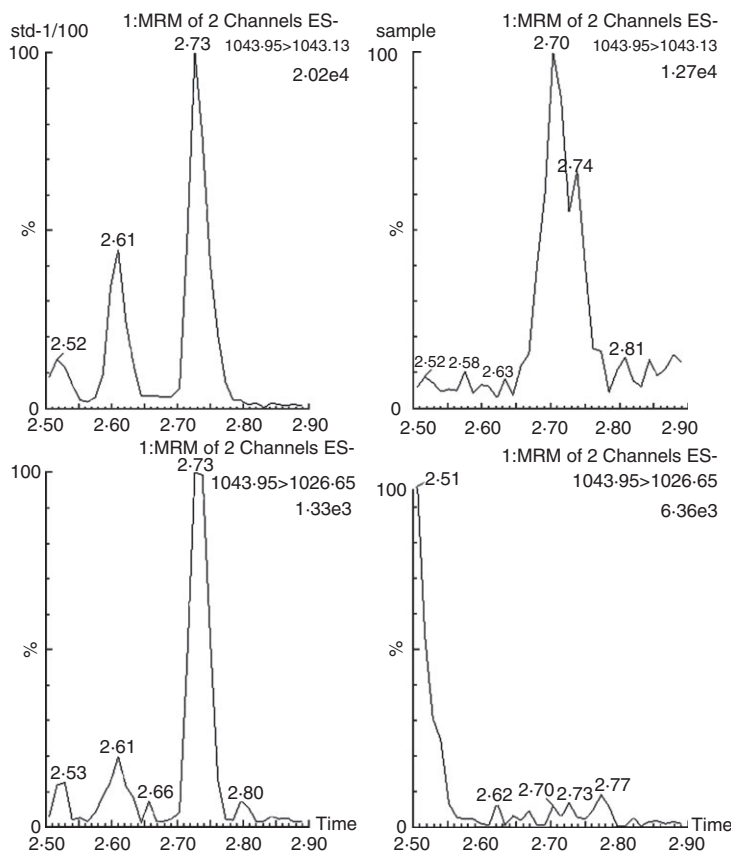 std-1/100
1:MRM of 2 Channels ES-
1043·95>1043.13
2·02e4
2·73
100
%
2·61
2·52
0
2·50 2·60 2·70 2·80 2·90
sample
1:MRM of 2 Channels ES-
1043·95>1043·13
1·27e4
2·70
100
2·74
%
2·52 2·58 2·63 2·81
0
2·50 2·60 2·70 2·80 2·90
1:MRM of 2 Channels ES-
1043·95>1026·65
1·33e3
2·73
100
%
2·53 2·61 2·66 2·80
0
Time
2·50 2·60 2·70 2·80 2·90
1:MRM of 2 Channels ES-
1043·95>1026·65
6·36e3
100
2·51
%
2·62 2·70 2·73 2·77
0
Time
2·50 2·60 2·70 2·80 2·90